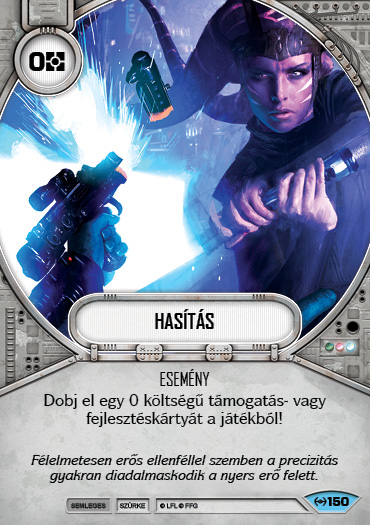 0
HASÍTÁS
ESEMÉNY
Dobj el egy 0 költségű támogatás- vagy
fejlesztéskártyát a játékból!
Félelmetesen erős ellenféllel szemben a precizitás
gyakran diadalmaskodik a nyers erő felett.
SEMLEGES SZÜRKE © LFL © FFG 150